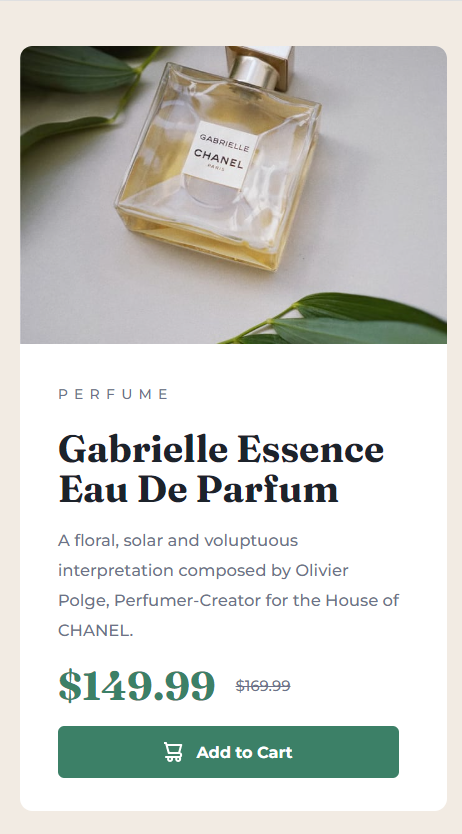 GABRIELLE
CHANEL
PARIS
PERFUME
Gabrielle Essence
Eau De Parfum
A floral, solar and voluptuous
interpretation composed by Olivier
Polge, Perfumer-Creator for the House of
CHANEL.
$149.99 $169.99
Add to Cart